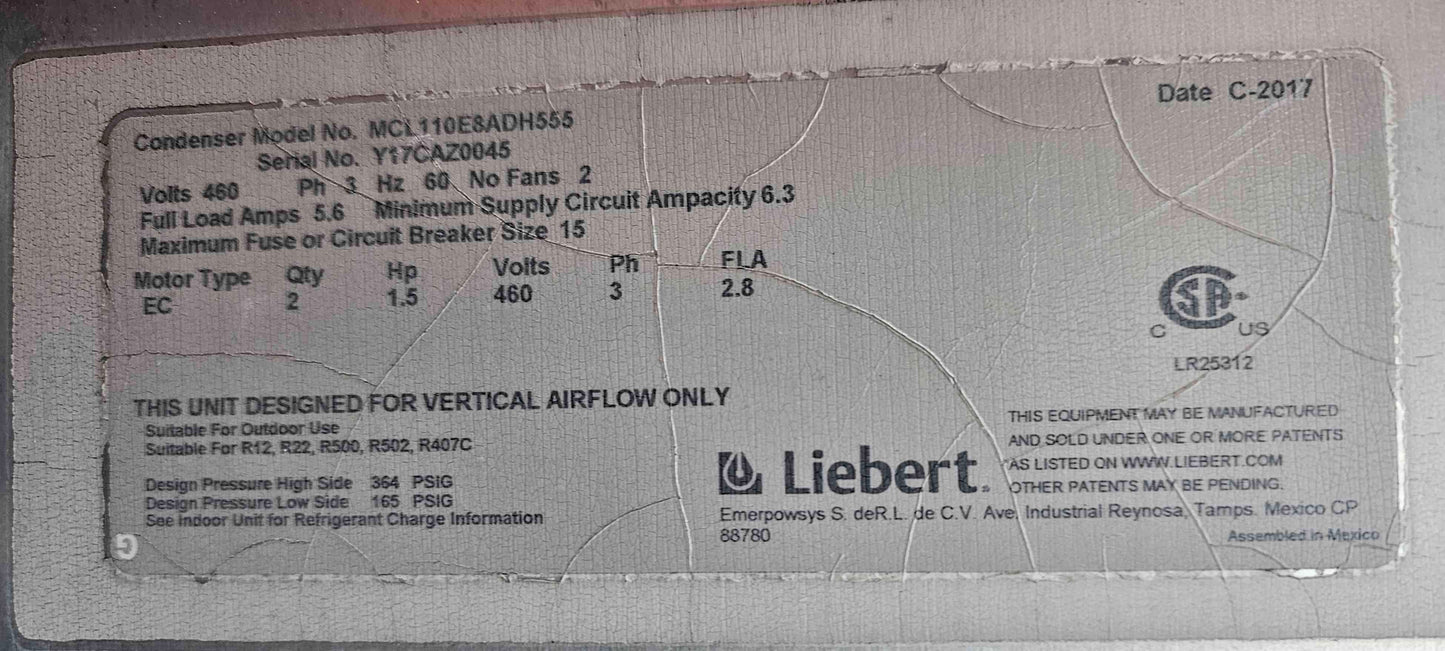 Date C-2017
Condenser Model No. MCL110E8ADH555
Serial No. Y17CAZ0045
Volts 460 Ph 3 Hz 60 No Fans 2
Full Load Amps 5.6 Minimum Supply Circuit Ampacity 6.3
Maximum Fuse or Circuit Breaker Size 15
Motor Type Qty Hp Volts Ph FLA
EC 2 1.5 460 3 2.8
CSA
C US
LR25312
THIS UNIT DESIGNED FOR VERTICAL AIRFLOW ONLY
Suitable For Outdoor Use
Suitable For R12, R22, R500, R502, R407C
Design Pressure High Side 364 PSIG
Design Pressure Low Side 165 PSIG
See Indoor Unit for Refrigerant Charge Information
G
THIS EQUIPMENT MAY BE MANUFACTURED
AND SOLD UNDER ONE OR MORE PATENTS
AS LISTED ON WWW.LIEBERT.COM
OTHER PATENTS MAY BE PENDING.
Liebert.
Emerpowsys S. deR.L. de C.V. Ave. Industrial Reynosa, Tamps. Mexico CP
88780
Assembled in Mexico